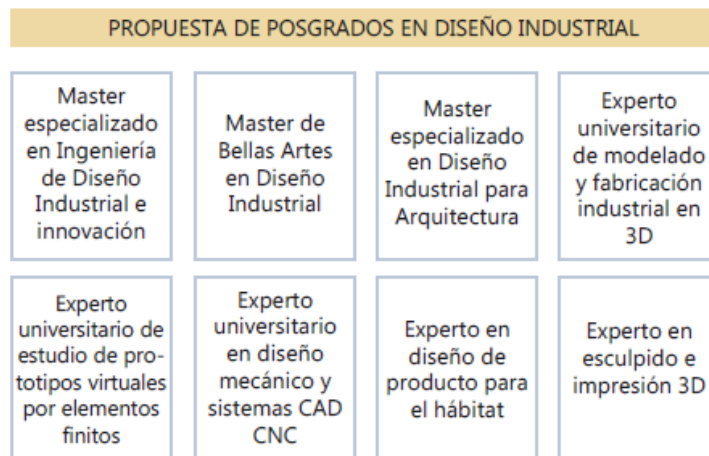 PROPUESTA DE POSGRADOS EN DISEÑO INDUSTRIAL
Master
especializado
en Ingeniería
de Diseño
Industrial e
innovación
Master de
Bellas Artes
en Diseño
Industrial
Master
especializado
en Diseño
Industrial para
Arquitectura
Experto
universitario
de modelado
y fabricación
industrial en
3D
Experto
universitario de
estudio de pro-
totipos virtuales
por elementos
finitos
Experto
universitario
en diseño
mecánico y
sistemas CAD
CNC
Experto en
diseño de
producto para
el hábitat
Experto en
esculpido e
impresión 3D